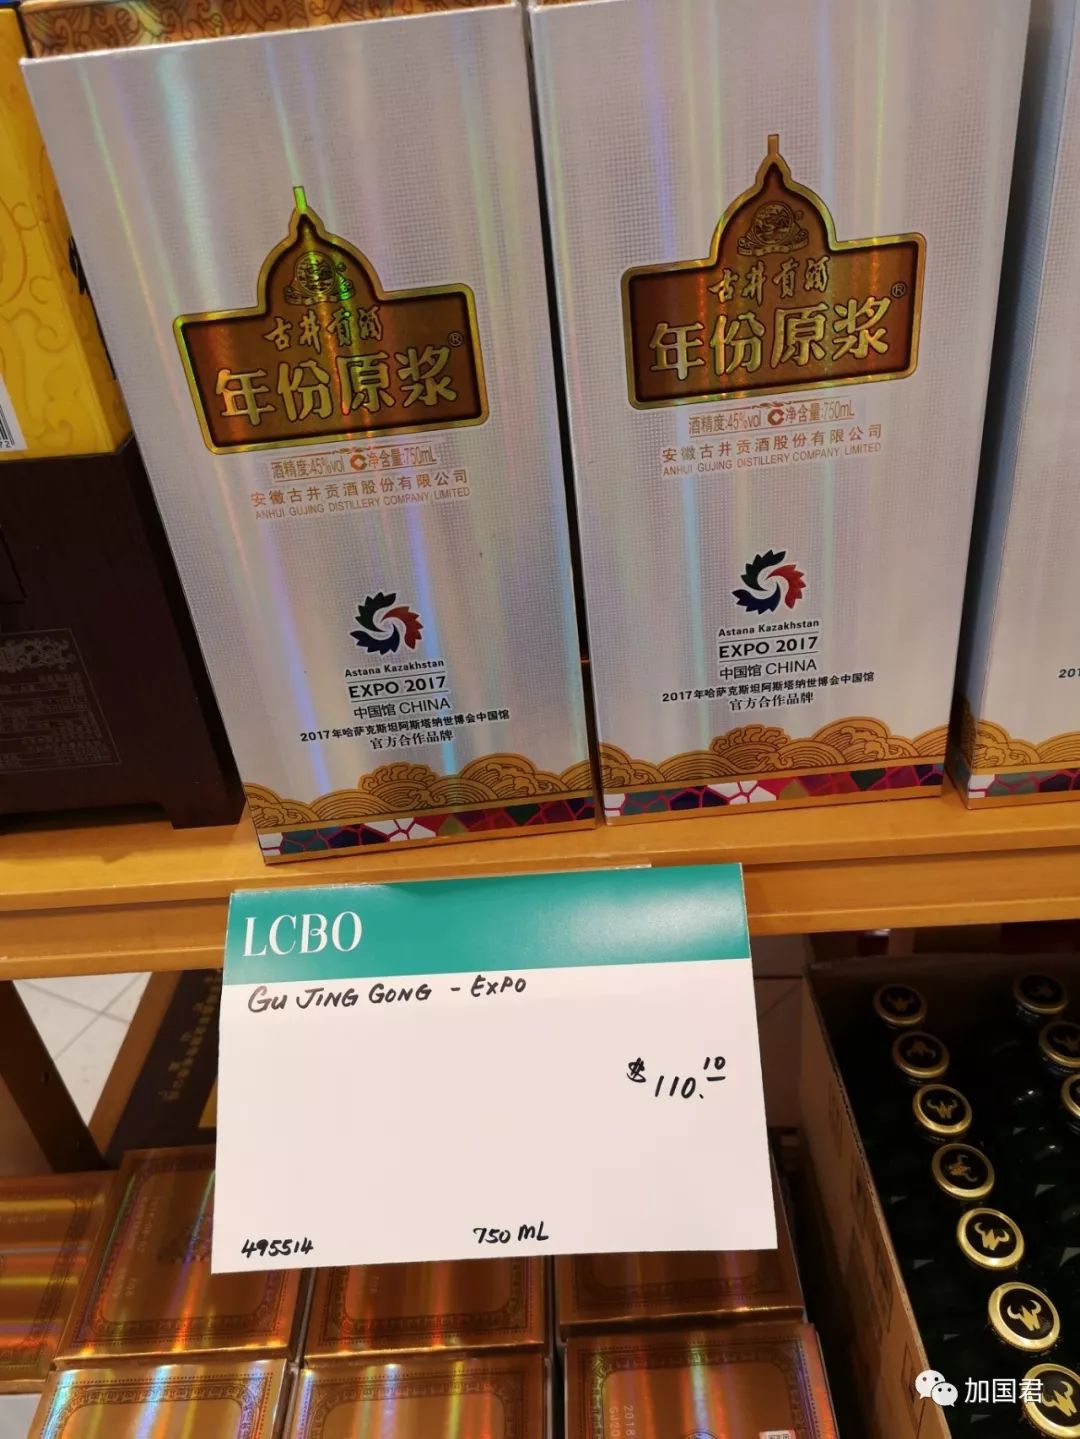 古井贡酒
年份原浆®
酒精度:45%vol 净含量:750mL
安徽古井贡酒股份有限公司
ANHUI GUJING DISTILLERY COMPANY LIMITED
Astana Kazakhstan
EXPO 2017
中国馆 CHINA
2017年哈萨克斯坦阿斯塔纳世博会中国馆
官方合作品牌
古井贡酒
年份原浆®
酒精度:45%vol 净含量:750mL
安徽古井贡酒股份有限公司
ANHUI GUJING DISTILLERY COMPANY LIMITED
Astana Kazakhstan
EXPO 2017
中国馆 CHINA
2017年哈萨克斯坦阿斯塔纳世博会中国馆
官方合作品牌
LCBO
GU JING GONG - EXPO
$110.10
495514
750 ML
加国君